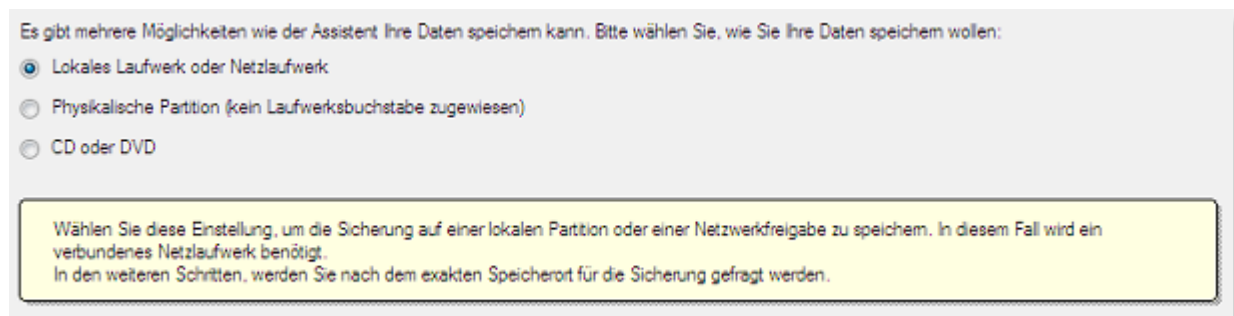 Es gibt mehrere Möglichkeiten wie der Assistent Ihre Daten speichern kann. Bitte wählen Sie, wie Sie Ihre Daten speichern wollen:
Lokales Laufwerk oder Netzlaufwerk
Physikalische Partition (kein Laufwerksbuchstabe zugewiesen)
CD oder DVD
Wählen Sie diese Einstellung, um die Sicherung auf einer lokalen Partition oder einer Netzwerkfreigabe zu speichern. In diesem Fall wird ein
verbundenes Netzlaufwerk benötigt.
In den weiteren Schritten, werden Sie nach dem exakten Speicherort für die Sicherung gefragt werden.